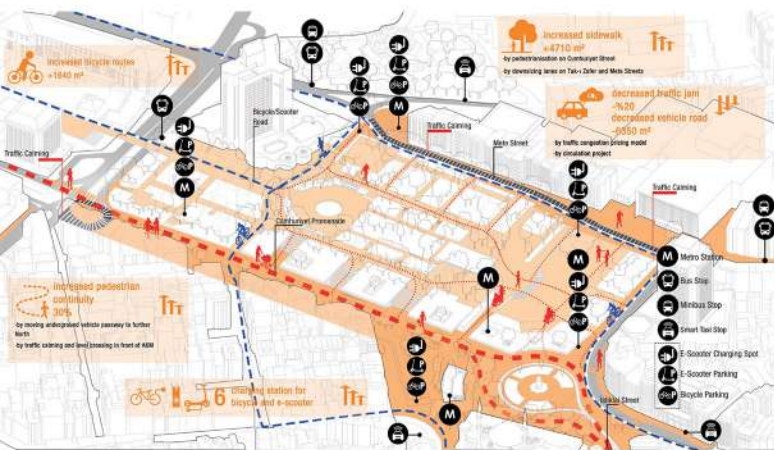 increased bicycle routes
+1840 m²
increased sidewalk
+4710 m²
-by pedestrianisation on Cumhuriyet Street
-by downsizing lanes on Tak-ı Zafer and Mete Streets
decreased traffic jam
-%20
decreased vehicle road
-6350 m²
-by traffic congestion pricing model
-by circulation project
Bicycle/Scooter
Road
Traffic Calming
Mete Street
Traffic Calming
Traffic Calming
Cumhuriyet Promenade
increased pedestrian
continuity
30%
-by moving underground vehicle passway to further
North
-by traffic calming and level crossing in front of AKM
6 charging station for
bicycle and e-scooter
İstiklal Street
M Metro Station
Bus Stop
Minibus Stop
Smart Taxi Stop
E-Scooter Charging Spot
P E-Scooter Parking
P Bicycle Parking
P
P
M
P
P
M
M
P
P
M
P
P
M
P
P
P
P
M